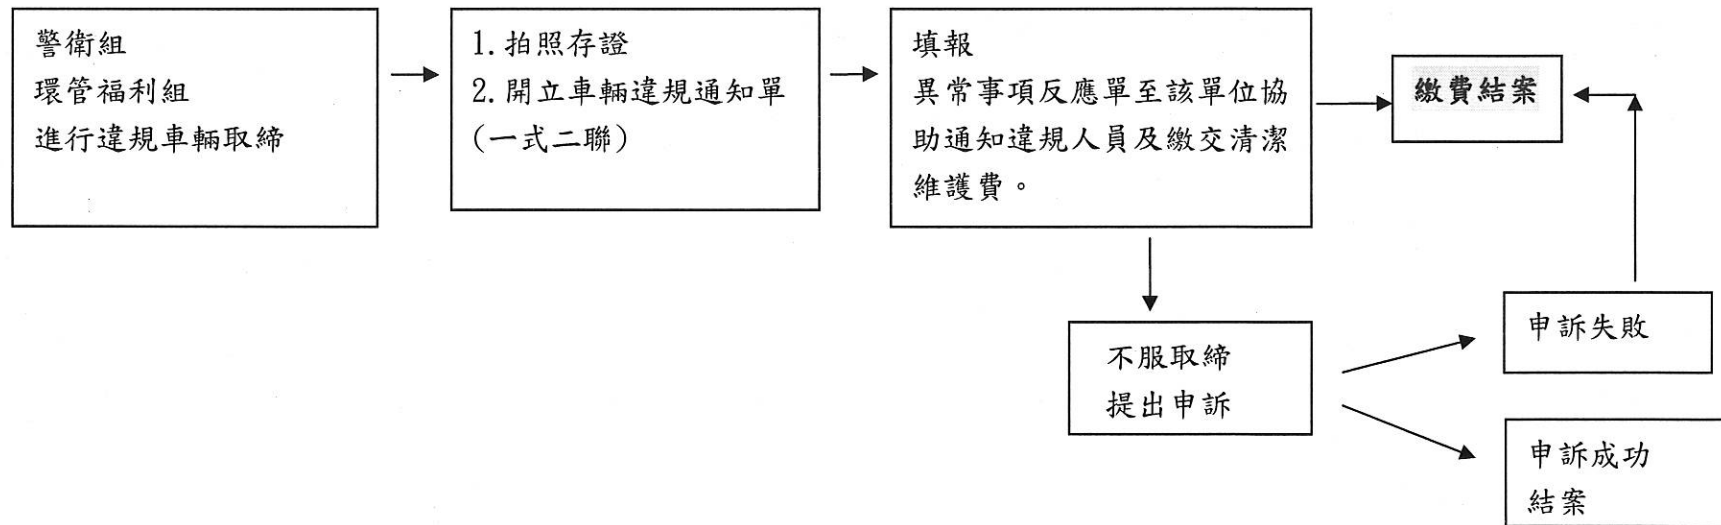 警衛組
環管福利組
進行違規車輛取締
1. 拍照存證
2. 開立車輛違規通知單
(一式二聯)
填報
異常事項反應單至該單位協
助通知違規人員及繳交清潔
維護費。
繳費結案
不服取締
提出申訴
申訴失敗
申訴成功
結案